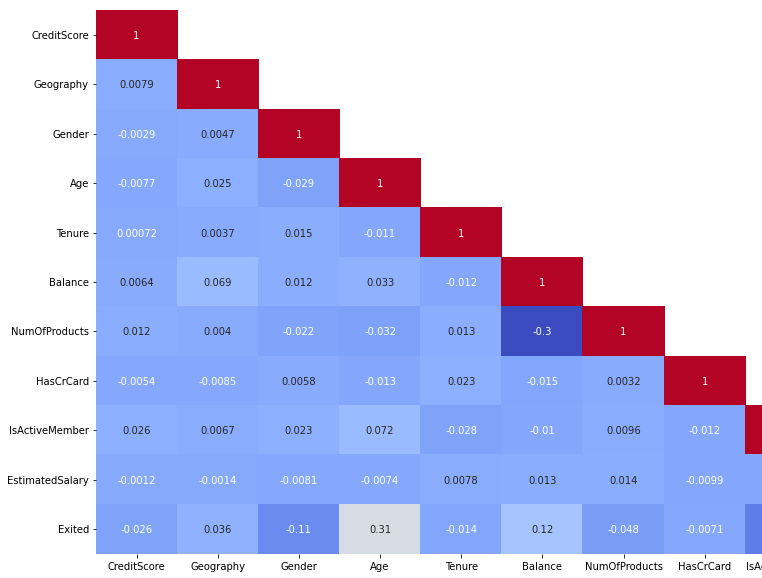 CreditScore 1
Geography 0.0079 1
Gender -0.0029 0.0047 1
Age -0.0077 0.025 -0.029 1
Tenure 0.00072 0.0037 0.015 -0.011 1
Balance 0.0064 0.069 0.012 0.033 -0.012 1
NumOfProducts 0.012 0.004 -0.022 -0.032 0.013 -0.3 1
HasCrCard -0.0054 -0.0085 0.0058 -0.013 0.023 -0.015 0.0032 1
IsActiveMember 0.026 0.0067 0.023 0.072 -0.028 -0.01 0.0096 -0.012
EstimatedSalary -0.0012 -0.0014 -0.0081 -0.0074 0.0078 0.013 0.014 -0.0099
Exited -0.026 0.036 -0.11 0.31 -0.014 0.12 -0.048 -0.0071
CreditScore Geography Gender Age Tenure Balance NumOfProducts HasCrCard